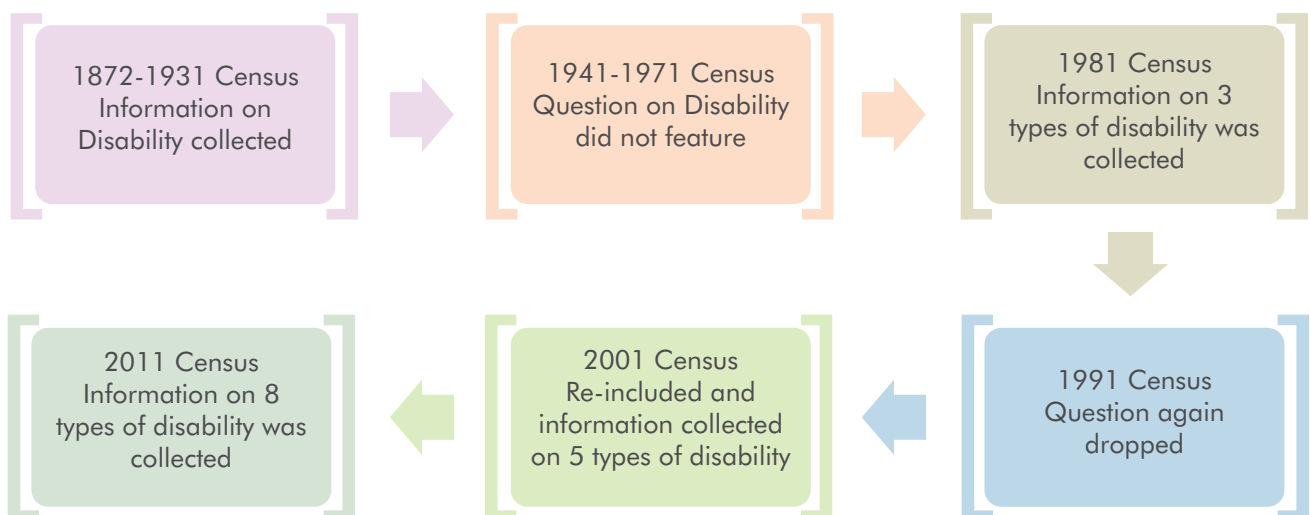 1872-1931 Census
Information on
Disability collected
1941-1971 Census
Question on Disability
did not feature
1981 Census
Information on 3
types of disability was
collected
1991 Census
Question again
dropped
2001 Census
Re-included and
information collected
on 5 types of disability
2011 Census
Information on 8
types of disability was
collected